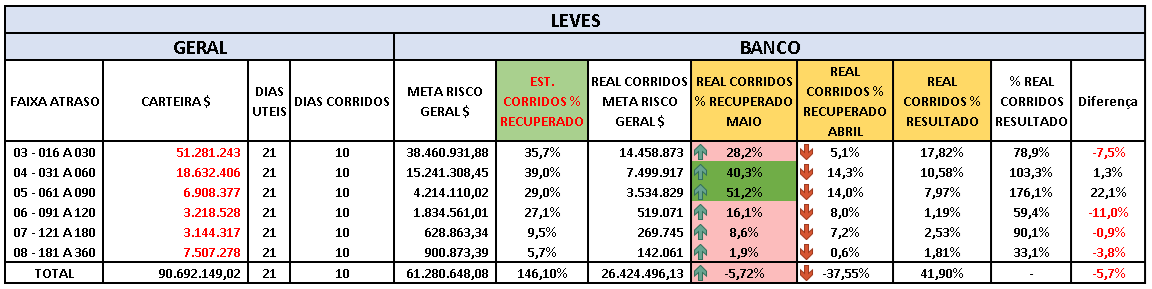 LEVES
GERAL BANCO
FAIXA ATRASO CARTEIRA $ DIAS UTEIS DIAS CORRIDOS META RISCO GERAL $ EST. CORRIDOS % RECUPERADO REAL CORRIDOS META RISCO GERAL $ REAL CORRIDOS % RECUPERADO MAIO REAL CORRIDOS % RECUPERADO ABRIL REAL CORRIDOS % RESULTADO % REAL CORRIDOS RESULTADO Diferença
03 - 016 A 030 51.281.243 21 10 38.460.931,88 35,7% 14.458.873 28,2% 5,1% 17,82% 78,9% -7,5%
04 - 031 A 060 18.632.406 21 10 15.241.308,45 39,0% 7.499.917 40,3% 14,3% 10,58% 103,3% 1,3%
05 - 061 A 090 6.908.377 21 10 4.214.110,02 29,0% 3.534.829 51,2% 14,0% 7,97% 176,1% 22,1%
06 - 091 A 120 3.218.528 21 10 1.834.561,01 27,1% 519.071 16,1% 8,0% 1,19% 59,4% -11,0%
07 - 121 A 180 3.144.317 21 10 628.863,34 9,5% 269.745 8,6% 7,2% 2,53% 90,1% -0,9%
08 - 181 A 360 7.507.278 21 10 900.873,39 5,7% 142.061 1,9% 0,6% 1,81% 33,1% -3,8%
TOTAL 90.692.149,02 21 10 61.280.648,08 146,10% 26.424.496,13 -5,72% -37,55% 41,90% - -5,7%